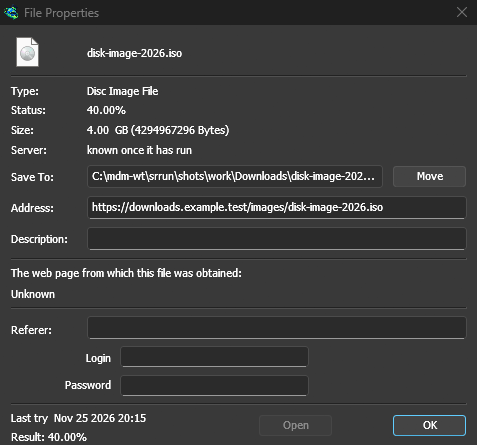 File Properties
disk-image-2026.iso
Type: Disc Image File
Status: 40.00%
Size: 4.00 GB (4294967296 Bytes)
Server: known once it has run
Save To: C:\mdm-wt\srrun\shots\work\Downloads\disk-image-202... Move
Address: https://downloads.example.test/images/disk-image-2026.iso
Description:
The web page from which this file was obtained:
Unknown
Referer:
Login
Password
Last try Nov 25 2026 20:15
Result: 40.00%
Open OK